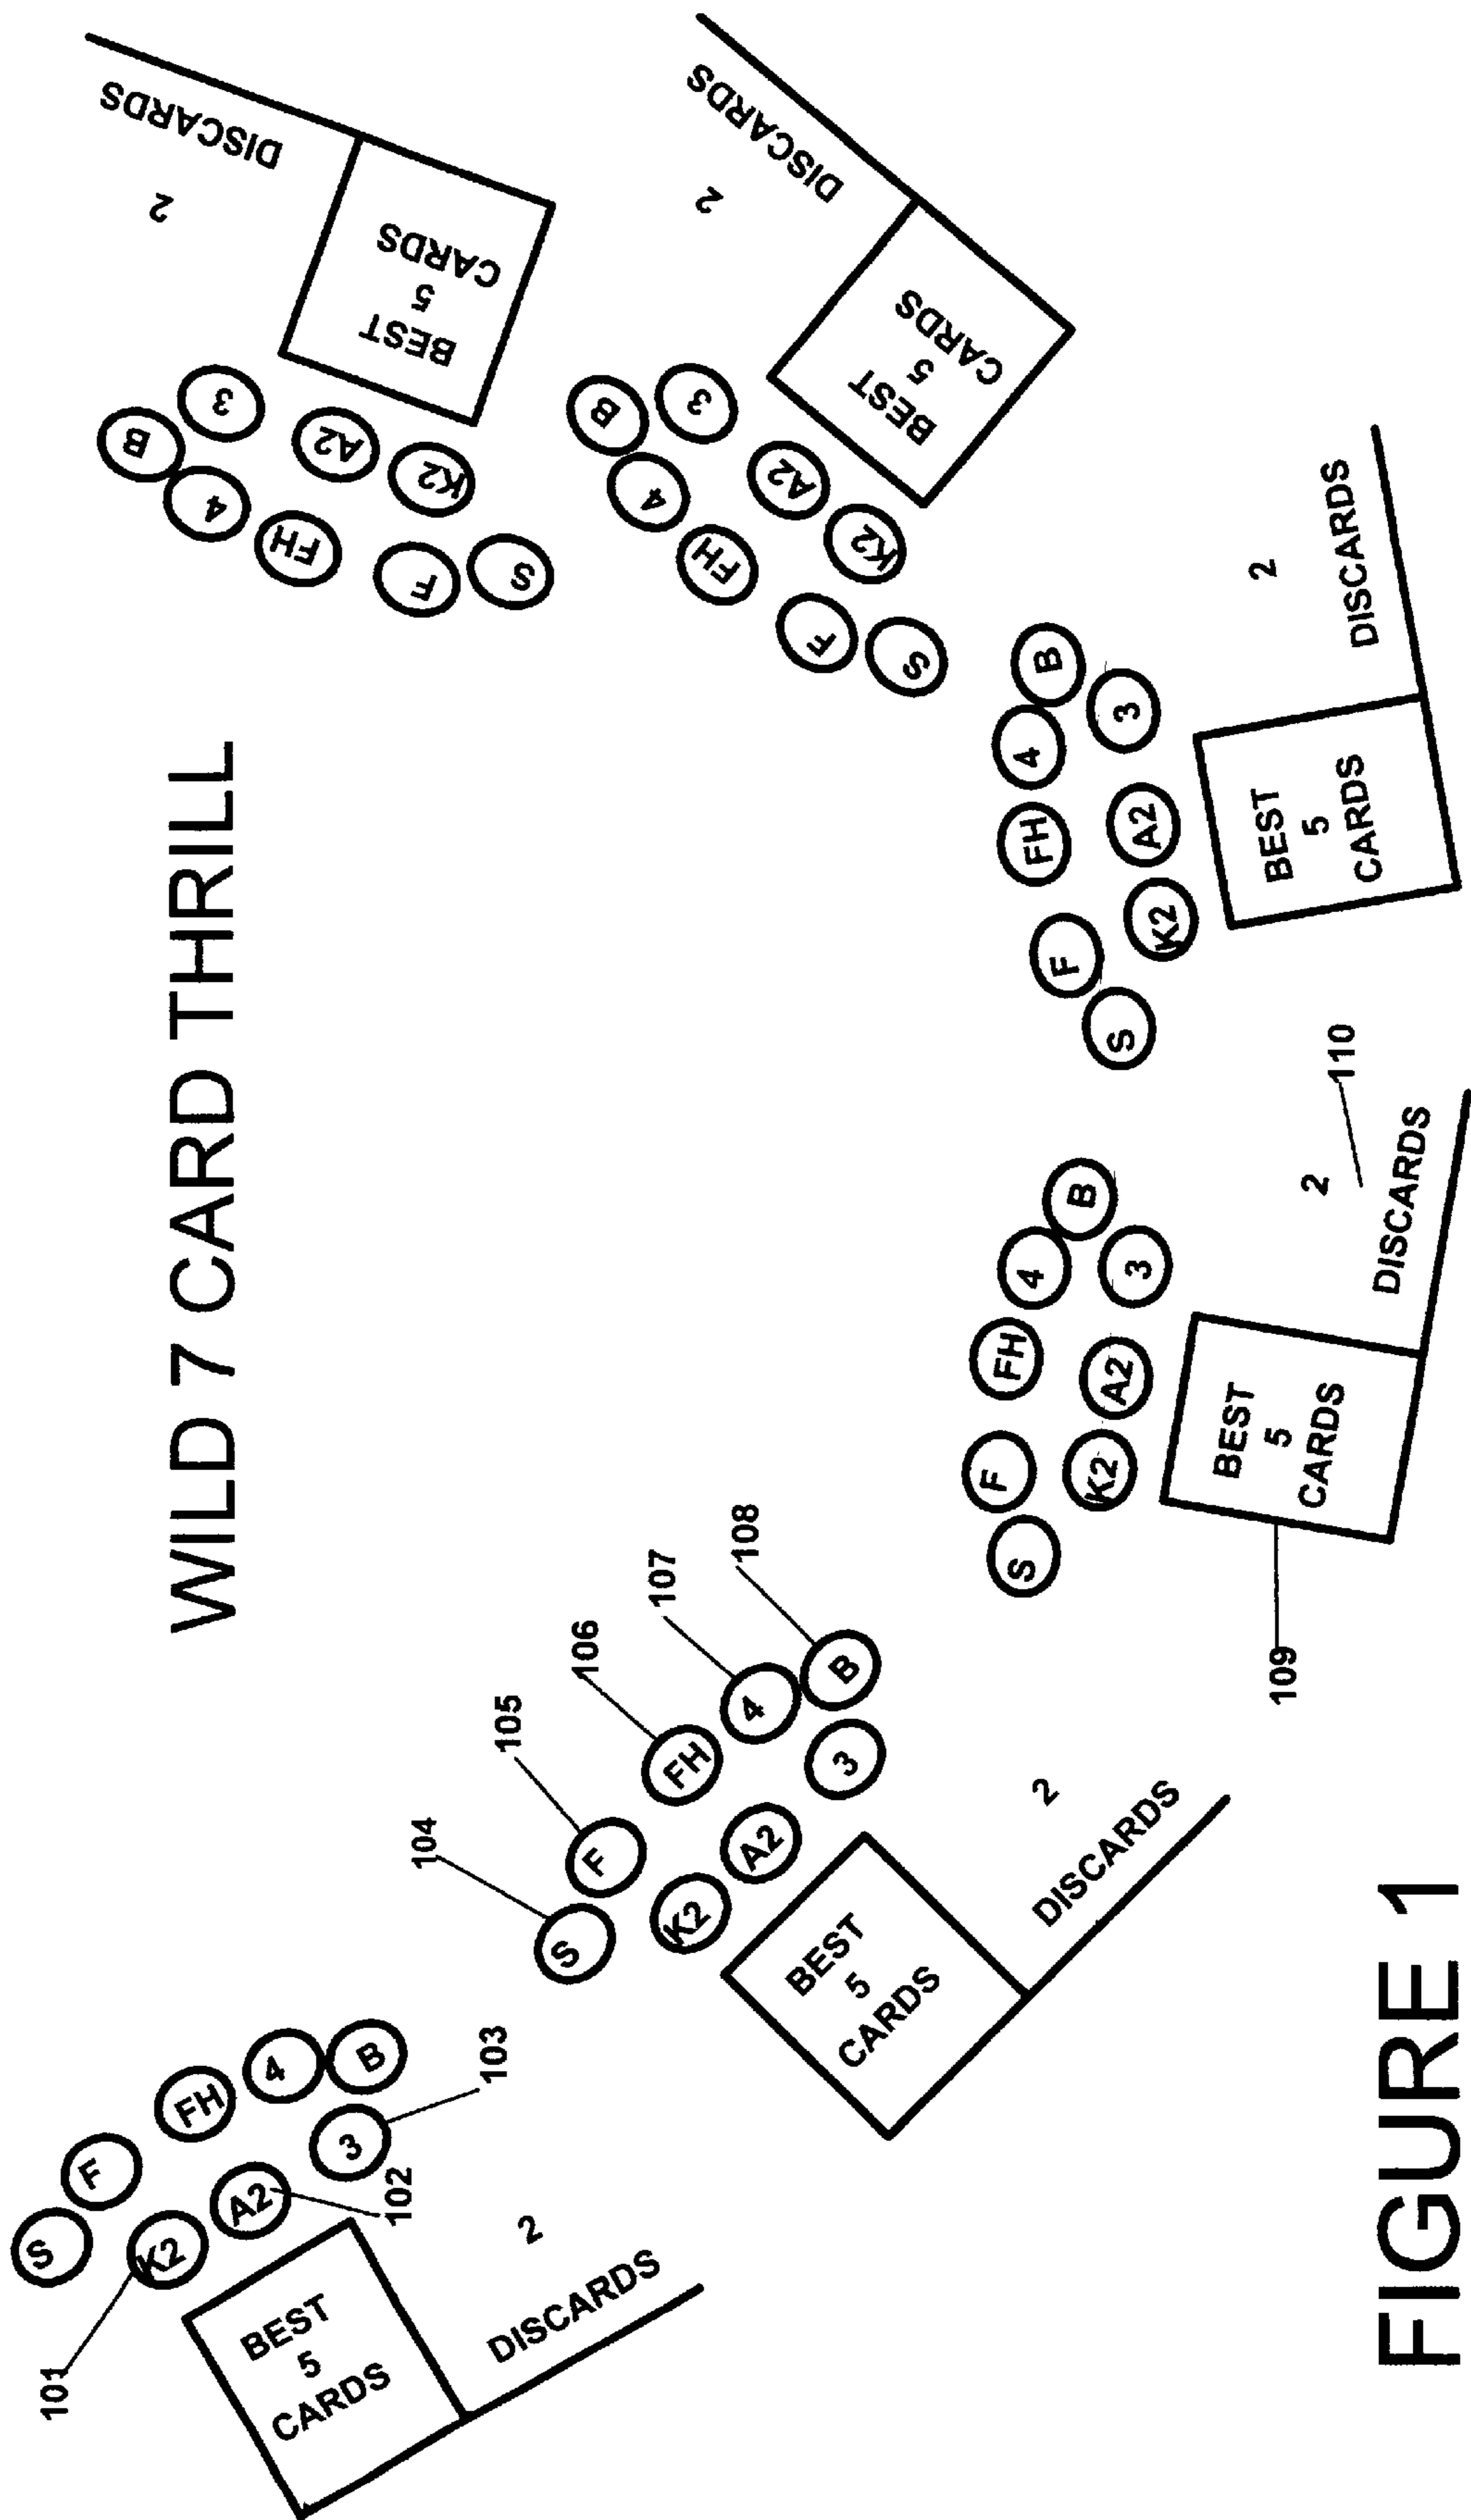 WILD 7 CARD THRILL
101
S
F
FH
4
B
K2
A2
3
102
103
BEST
5
CARDS
2
DISCARDS
104
105
106
107
108
S
F
FH
4
B
K2
A2
3
BEST
5
CARDS
2
DISCARDS
S
F
FH
4
B
K2
A2
3
109
BEST
5
CARDS
2
110
DISCARDS
S
F
FH
4
B
K2
A2
3
BEST
5
CARDS
2
DISCARDS
S
F
FH
4
B
K2
A2
3
BEST
5
CARDS
2
DISCARDS
S
F
FH
4
B
K2
A2
3
BEST
5
CARDS
2
DISCARDS
FIGURE 1